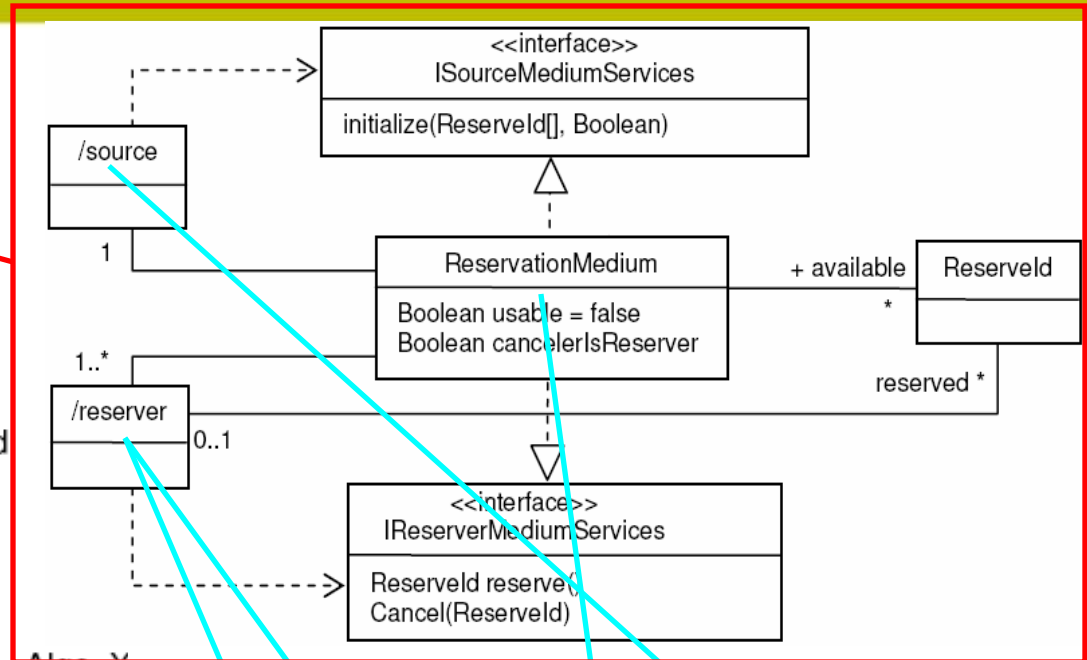 <<interface>>
ISourceMediumServices
initialize(ReserveId[], Boolean)
/source
1
ReservationMedium
Boolean usable = false
Boolean cancelerIsReserver
+ available
*
ReserveId
1..*
/reserver
0..1
reserved *
d
<<interface>>
IReserverMediumServices
ReserveId reserve()
Cancel(ReserveId)